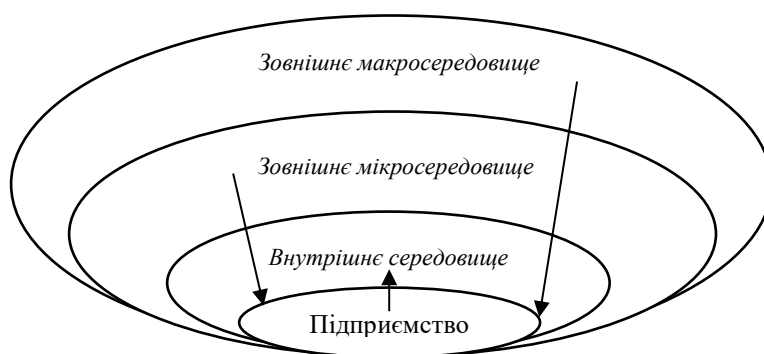 Зовнішнє макросередовище
Зовнішнє мікросередовище
Внутрішнє середовище
Підприємство